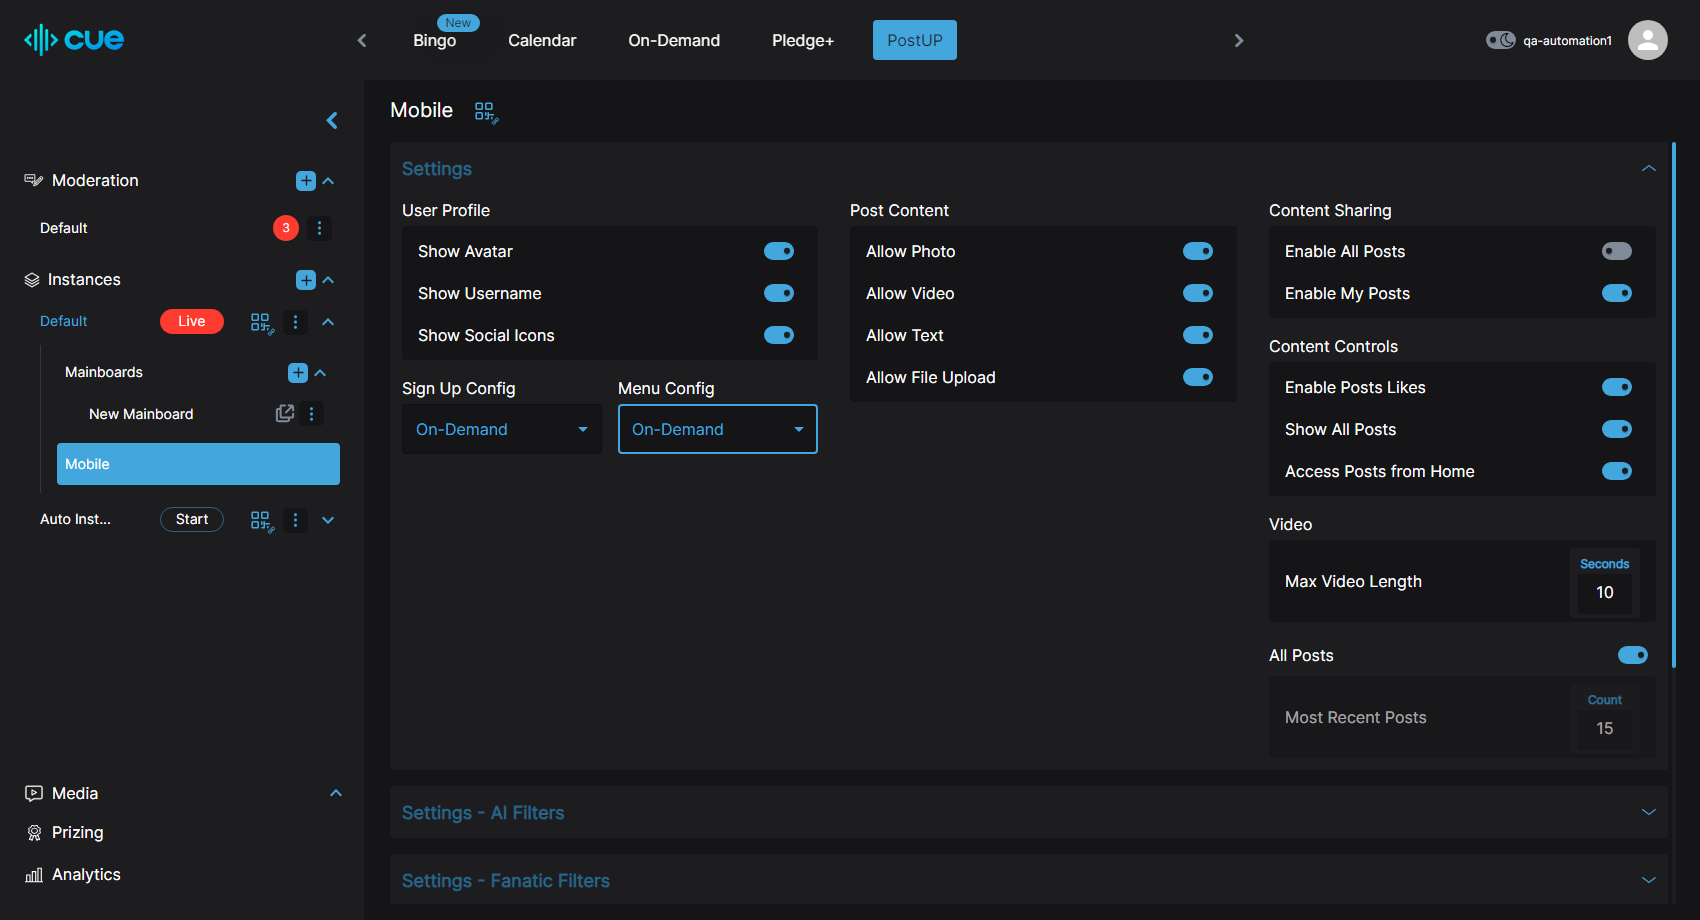 cue
New
Bingo
Calendar
On-Demand
Pledge+
PostUP
qa-automation1
Moderation
Default
3
Instances
Default
Live
Mainboards
New Mainboard
Mobile
Auto Inst...
Start
Media
Prizing
Analytics
Mobile
Settings
User Profile
Show Avatar
Show Username
Show Social Icons
Sign Up Config
On-Demand
Menu Config
On-Demand
Post Content
Allow Photo
Allow Video
Allow Text
Allow File Upload
Content Sharing
Enable All Posts
Enable My Posts
Content Controls
Enable Posts Likes
Show All Posts
Access Posts from Home
Video
Max Video Length
Seconds
10
All Posts
Most Recent Posts
Count
15
Settings - AI Filters
Settings - Fanatic Filters